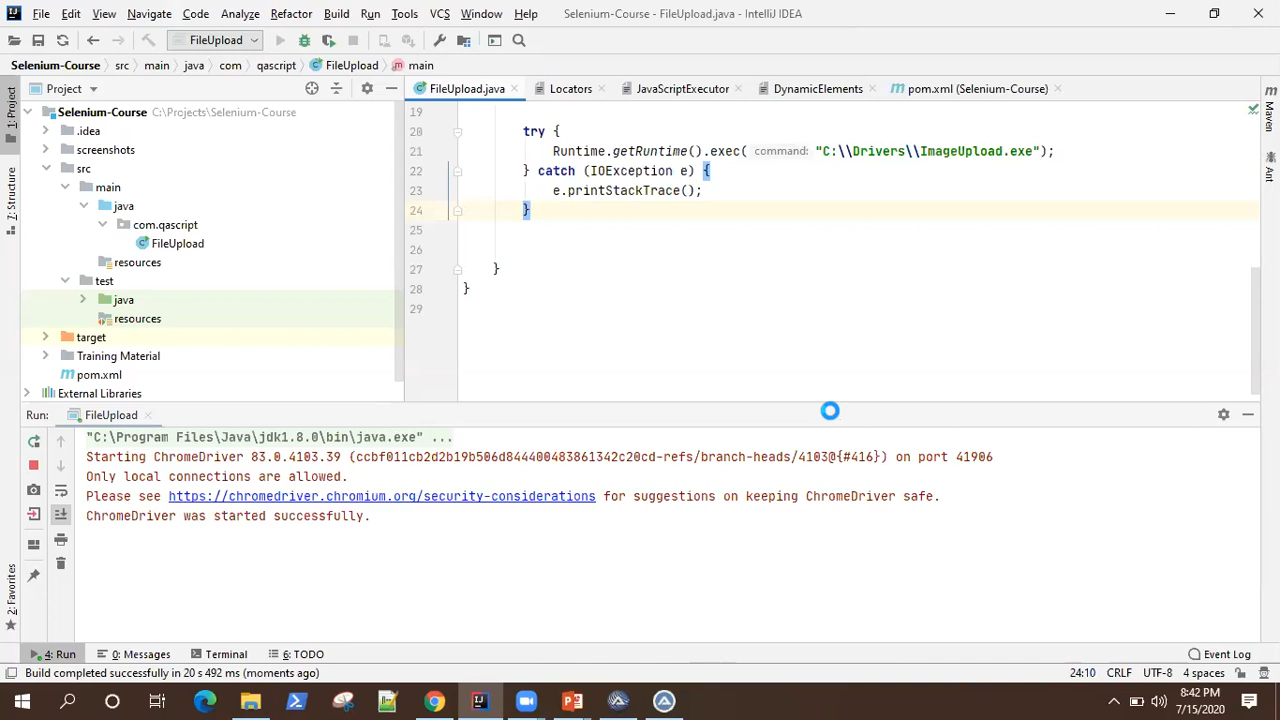 File Edit View Navigate Code Analyze Refactor Build Run Tools VCS Window Help Selenium-Course - FileUpload.java - IntelliJ IDEA
FileUpload
Selenium-Course src main java com qascript FileUpload main
Project
FileUpload.java Locators JavaScriptExecutor DynamicElements pom.xml (Selenium-Course)
1: Project
Z: Structure
2: Favorites
Maven
Ant
Selenium-Course C:\Projects\Selenium-Course
.idea
screenshots
src
main
java
com.qascript
FileUpload
resources
test
java
resources
target
Training Material
pom.xml
External Libraries
19
20 try {
21 Runtime.getRuntime().exec( command: "C:\\Drivers\\ImageUpload.exe");
22 } catch (IOException e) {
23 e.printStackTrace();
24 }
25
26
27 }
28 }
29
Run: FileUpload
"C:\Program Files\Java\jdk1.8.0\bin\java.exe" ...
Starting ChromeDriver 83.0.4103.39 (ccbf011cb2d2b19b506d844400483861342c20cd-refs/branch-heads/4103@{#416}) on port 41906
Only local connections are allowed.
Please see https://chromedriver.chromium.org/security-considerations for suggestions on keeping ChromeDriver safe.
ChromeDriver was started successfully.
4: Run 0: Messages Terminal 6: TODO Event Log
Build completed successfully in 20 s 492 ms (moments ago) 24:10 CRLF UTF-8 4 spaces
8:42 PM
7/15/2020